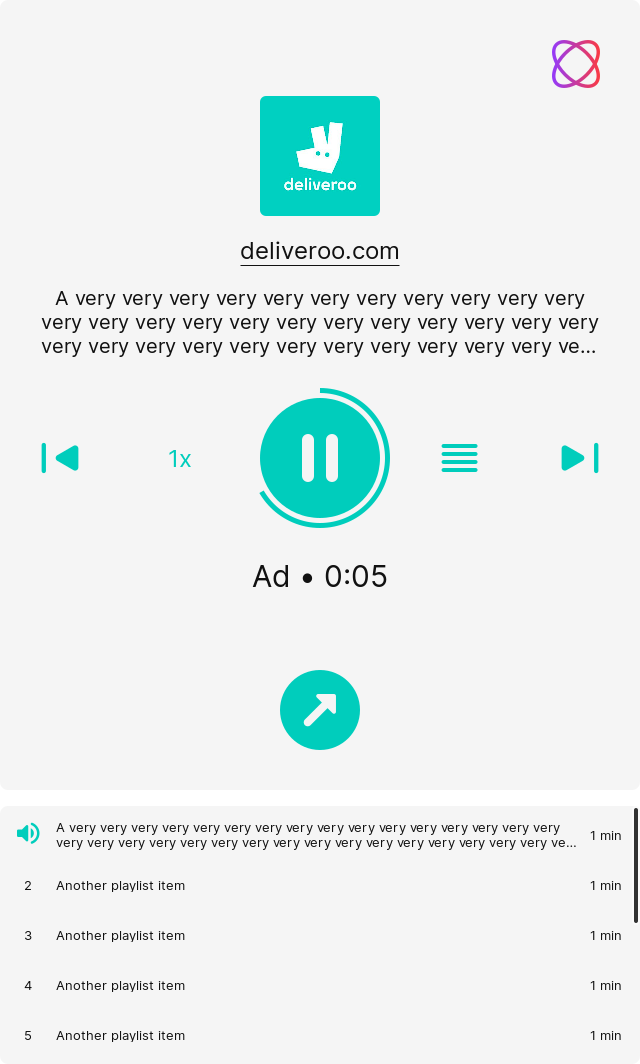 deliveroo
deliveroo.com
A very very very very very very very very very very very
very very very very very very very very very very very very
very very very very very very very very very very very ve...
1x
Ad • 0:05
A very very very very very very very very very very very very very very very very
very very very very very very very very very very very very very very very very ve...
1 min
2 Another playlist item 1 min
3 Another playlist item 1 min
4 Another playlist item 1 min
5 Another playlist item 1 min